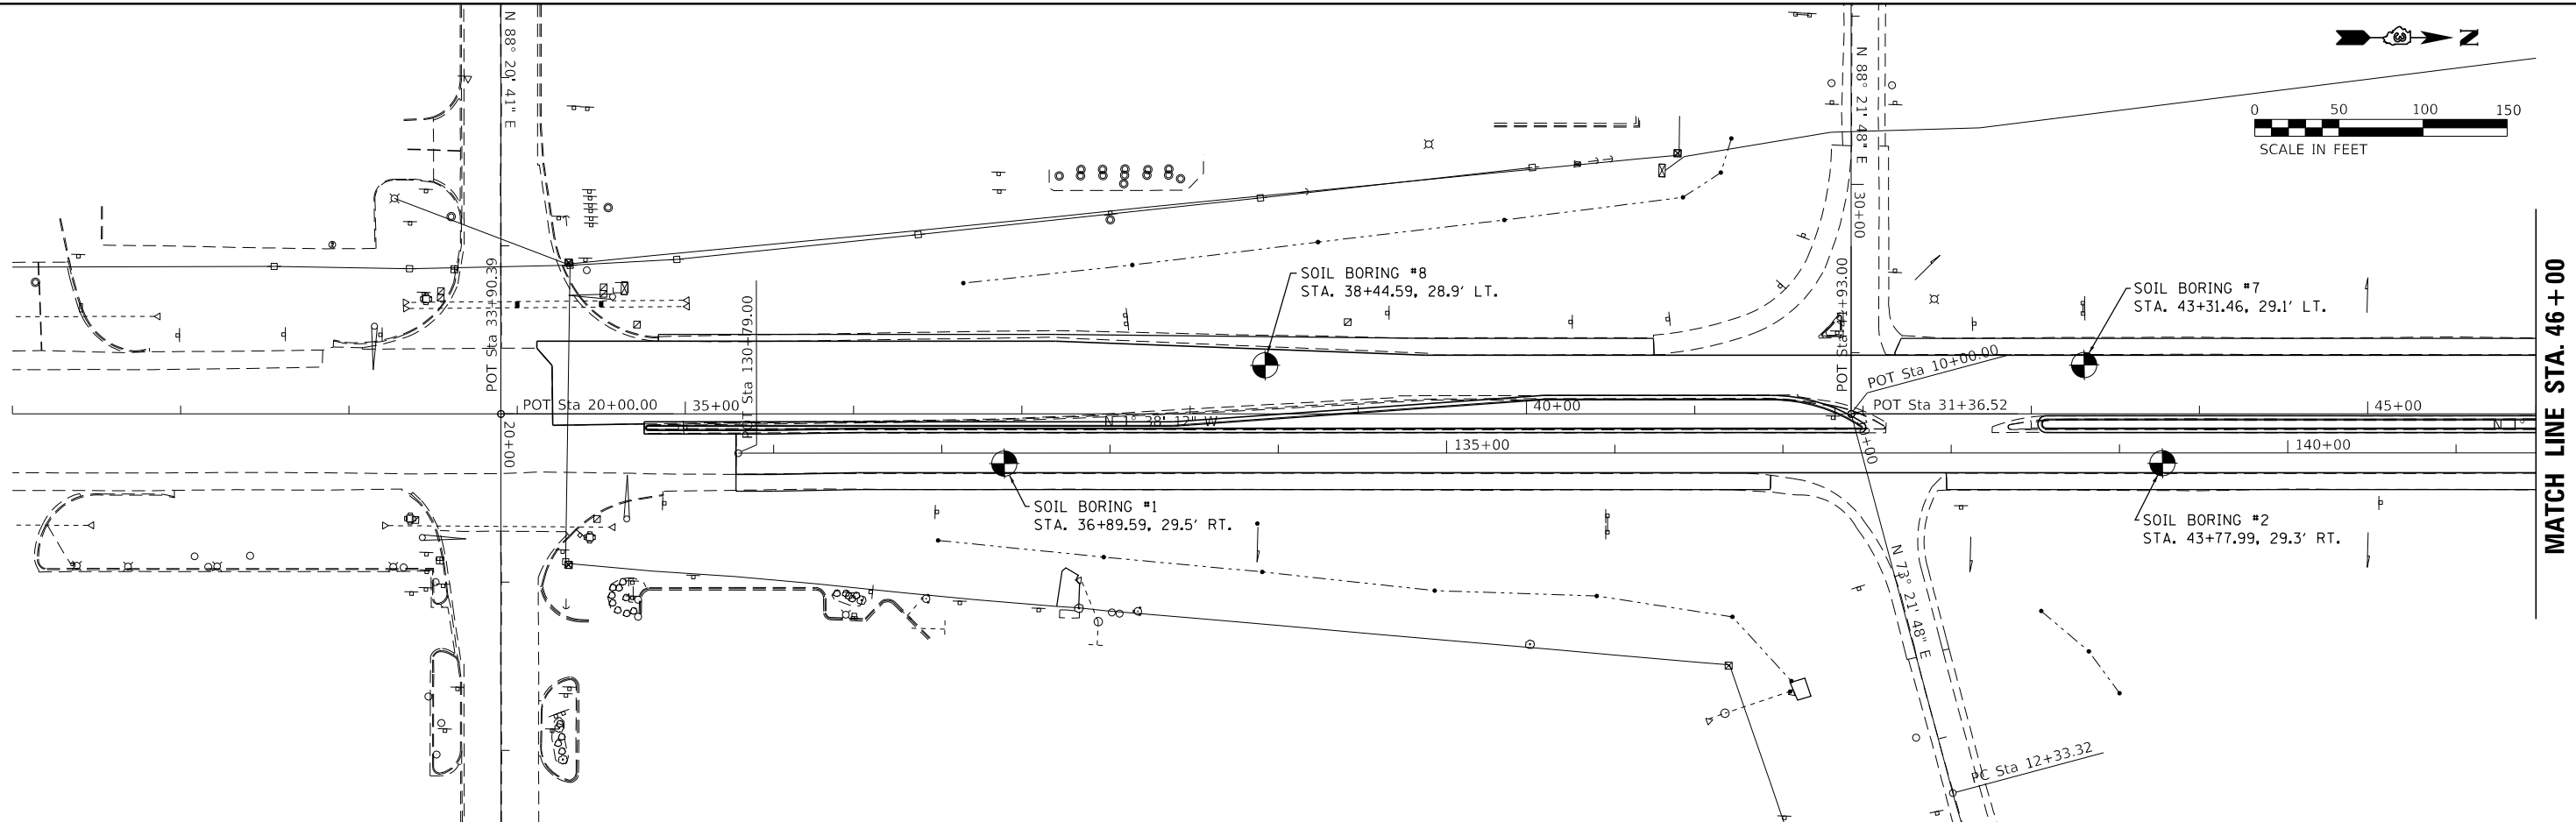 N 88° 20' 41" E
N 88° 21' 48" E
N
0 50 100 150
SCALE IN FEET
30+00
POT Sta 33+90.39
POT Sta 130+79.00
SOIL BORING #8
STA. 38+44.59, 28.9' LT.
SOIL BORING #7
STA. 43+31.46, 29.1' LT.
MATCH LINE STA. 46+00
POT Sta 10+00.00
POT Sta 20+00.00
35+00
40+00
POT Sta 31+36.52
45+00
20+00
N 1° 38' 12" W
135+00
140+00
N 1°
SOIL BORING #1
STA. 36+89.59, 29.5' RT.
SOIL BORING #2
STA. 43+77.99, 29.3' RT.
N 73° 21' 48" E
PC Sta 12+33.32